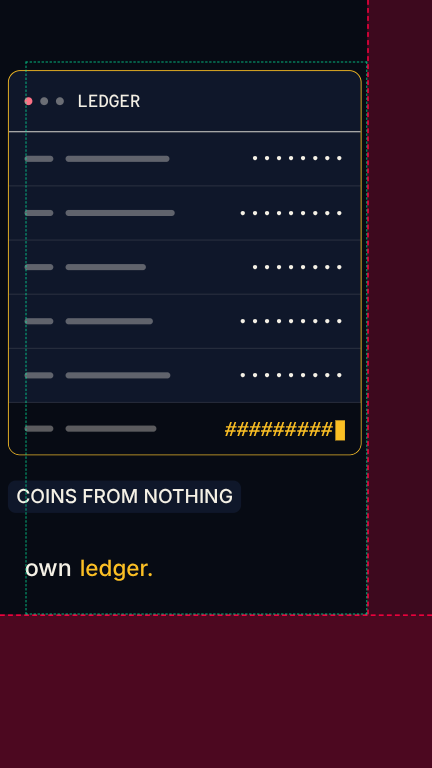 LEDGER
• • • • • • • •
• • • • • • • • •
• • • • • • • •
• • • • • • • • •
• • • • • • • • •
#########
COINS FROM NOTHING
own ledger.